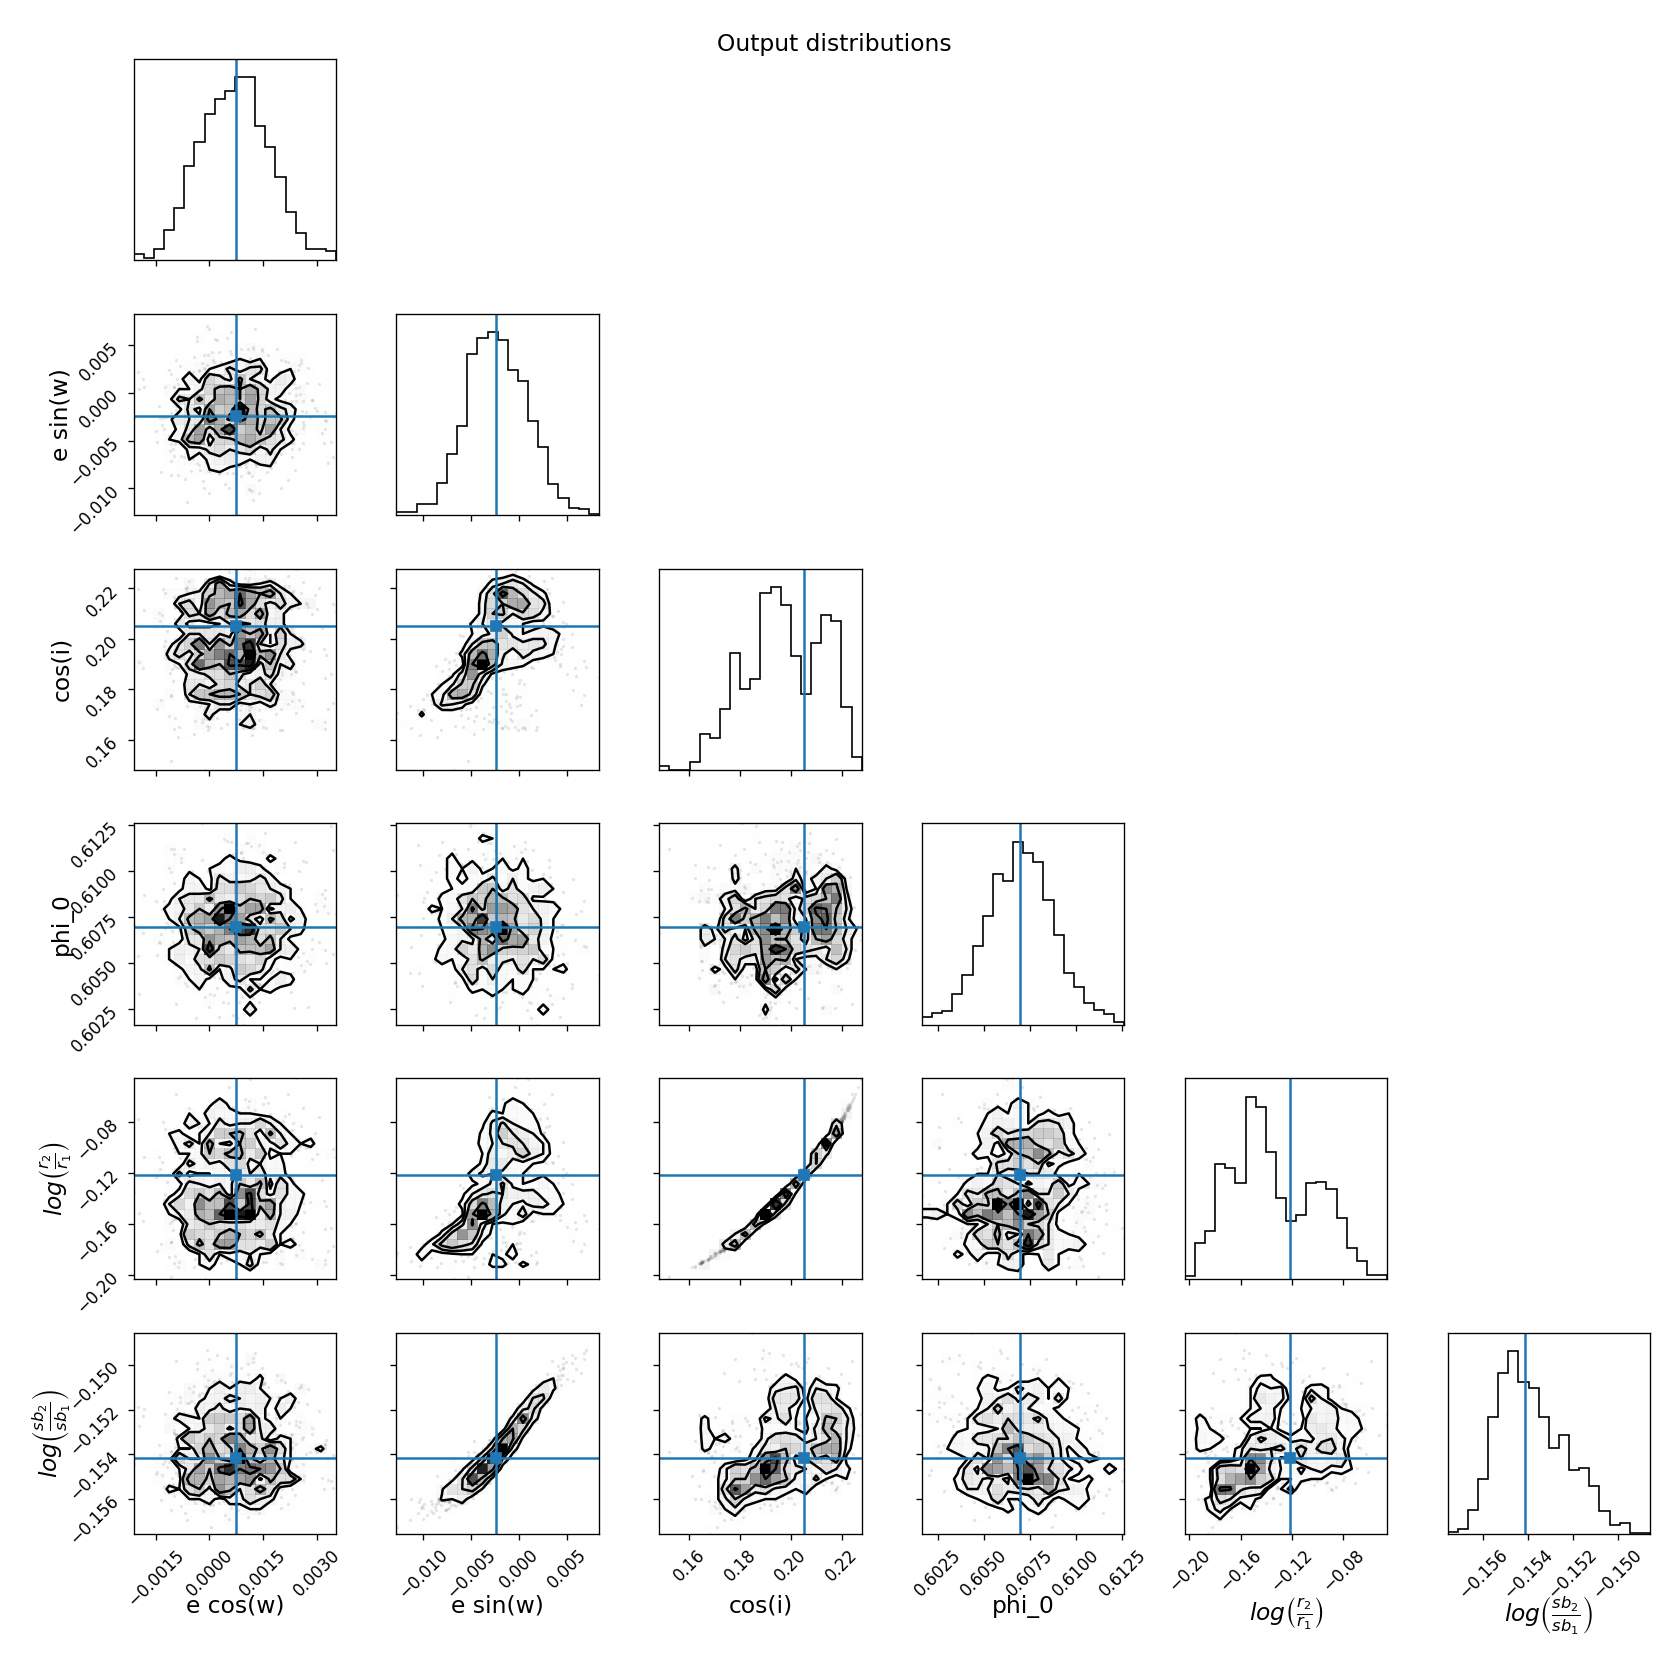 Output distributions
e sin(w)
0.005
0.000
−0.005
−0.010
cos(i)
0.22
0.20
0.18
0.16
phi_0
0.6125
0.6100
0.6075
0.6050
0.6025
log(r2/r1)
−0.08
−0.12
−0.16
−0.20
log(sb2/sb1)
−0.150
−0.152
−0.154
−0.156
−0.0015 0.0000 0.0015 0.0030
−0.010 −0.005 0.000 0.005
0.16 0.18 0.20 0.22
0.6025 0.6050 0.6075 0.6100 0.6125
−0.20 −0.16 −0.12 −0.08
−0.156 −0.154 −0.152 −0.150
e cos(w)
e sin(w)
cos(i)
phi_0
log(r2/r1)
log(sb2/sb1)